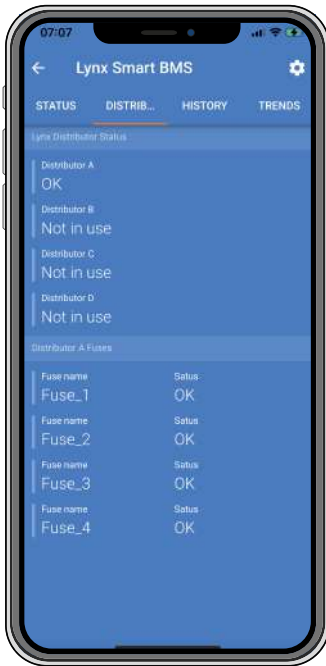 07:07
Lynx Smart BMS
STATUS DISTRIB... HISTORY TRENDS
Lynx Distributor Status
Distributor A
OK
Distributor B
Not in use
Distributor C
Not in use
Distributor D
Not in use
Distributor A Fuses
Fuse name Satus
Fuse_1 OK
Fuse name Satus
Fuse_2 OK
Fuse name Satus
Fuse_3 OK
Fuse name Satus
Fuse_4 OK